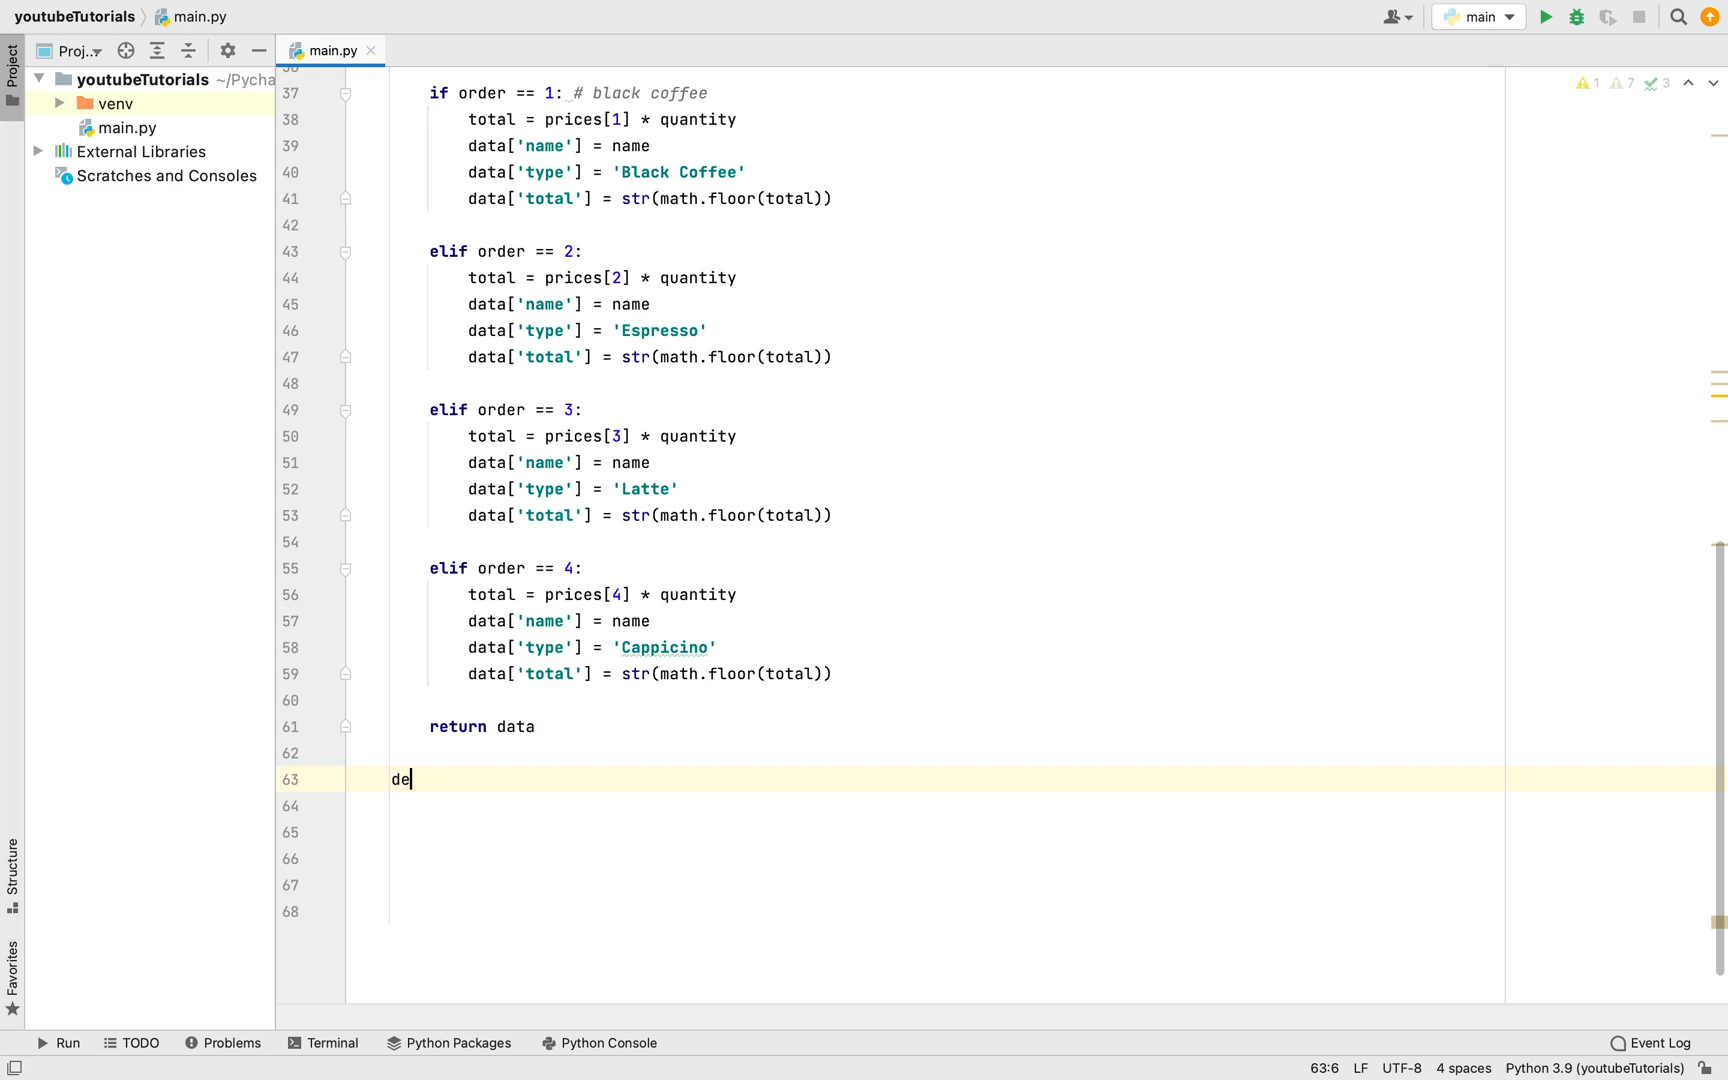 youtubeTutorials main.py main
Project Proj.. main.py
youtubeTutorials ~/Pycha
venv
main.py
External Libraries
Scratches and Consoles
1 7 3
36
37 if order == 1: # black coffee
38 total = prices[1] * quantity
39 data['name'] = name
40 data['type'] = 'Black Coffee'
41 data['total'] = str(math.floor(total))
42
43 elif order == 2:
44 total = prices[2] * quantity
45 data['name'] = name
46 data['type'] = 'Espresso'
47 data['total'] = str(math.floor(total))
48
49 elif order == 3:
50 total = prices[3] * quantity
51 data['name'] = name
52 data['type'] = 'Latte'
53 data['total'] = str(math.floor(total))
54
55 elif order == 4:
56 total = prices[4] * quantity
57 data['name'] = name
58 data['type'] = 'Cappicino'
59 data['total'] = str(math.floor(total))
60
61 return data
62
63 de
64
65
66
67
68
Structure
Favorites
Run TODO Problems Terminal Python Packages Python Console Event Log
63:6 LF UTF-8 4 spaces Python 3.9 (youtubeTutorials)